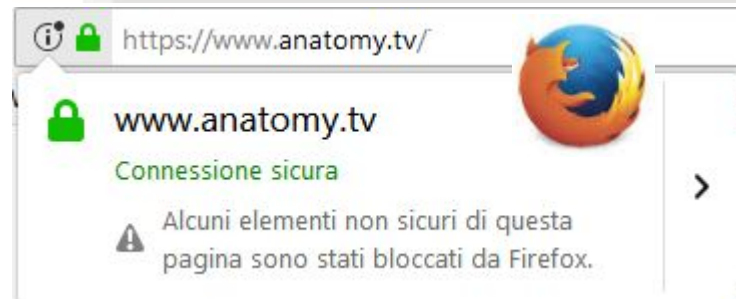 https://www.anatomy.tv/
www.anatomy.tv
Connessione sicura
Alcuni elementi non sicuri di questa
pagina sono stati bloccati da Firefox.